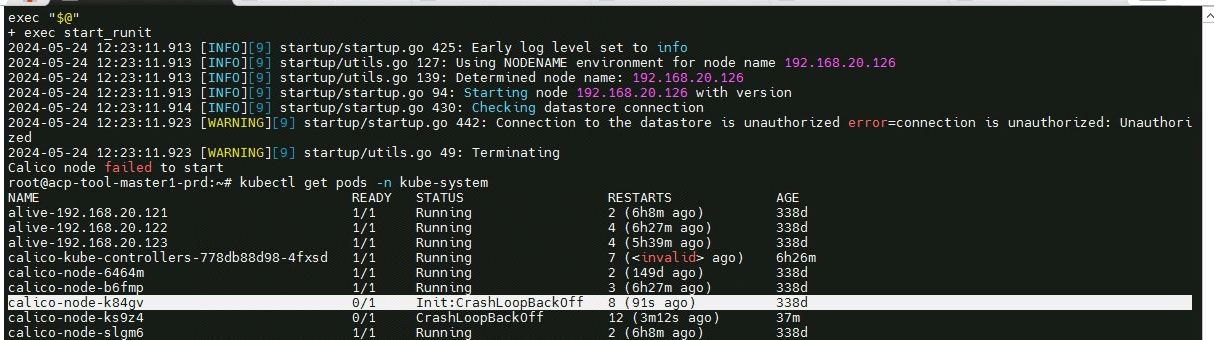 exec "$@"
+ exec start_runit
2024-05-24 12:23:11.913 [INFO][9] startup/startup.go 425: Early log level set to info
2024-05-24 12:23:11.913 [INFO][9] startup/utils.go 127: Using NODENAME environment for node name 192.168.20.126
2024-05-24 12:23:11.913 [INFO][9] startup/utils.go 139: Determined node name: 192.168.20.126
2024-05-24 12:23:11.913 [INFO][9] startup/startup.go 94: Starting node 192.168.20.126 with version
2024-05-24 12:23:11.914 [INFO][9] startup/startup.go 430: Checking datastore connection
2024-05-24 12:23:11.923 [WARNING][9] startup/startup.go 442: Connection to the datastore is unauthorized error=connection is unauthorized: Unauthori
zed
2024-05-24 12:23:11.923 [WARNING][9] startup/utils.go 49: Terminating
Calico node failed to start
root@acp-tool-master1-prd:~# kubectl get pods -n kube-system
NAME READY STATUS RESTARTS AGE
alive-192.168.20.121 1/1 Running 2 (6h8m ago) 338d
alive-192.168.20.122 1/1 Running 4 (6h27m ago) 338d
alive-192.168.20.123 1/1 Running 4 (5h39m ago) 338d
calico-kube-controllers-778db88d98-4fxsd 1/1 Running 7 (<invalid> ago) 6h26m
calico-node-6464m 1/1 Running 2 (149d ago) 338d
calico-node-b6fmp 1/1 Running 3 (6h27m ago) 338d
calico-node-k84gv 0/1 Init:CrashLoopBackOff 8 (91s ago) 338d
calico-node-ks9z4 0/1 CrashLoopBackOff 12 (3m12s ago) 37m
calico-node-slgm6 1/1 Running 2 (6h8m ago) 338d